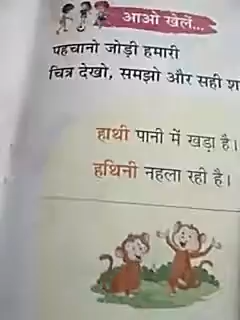 आओ खेलें...
पहचानो जोड़ी हमारी
चित्र देखो, समझो और सही
हाथी पानी में खड़ा है।
हथिनी नहला रही है।